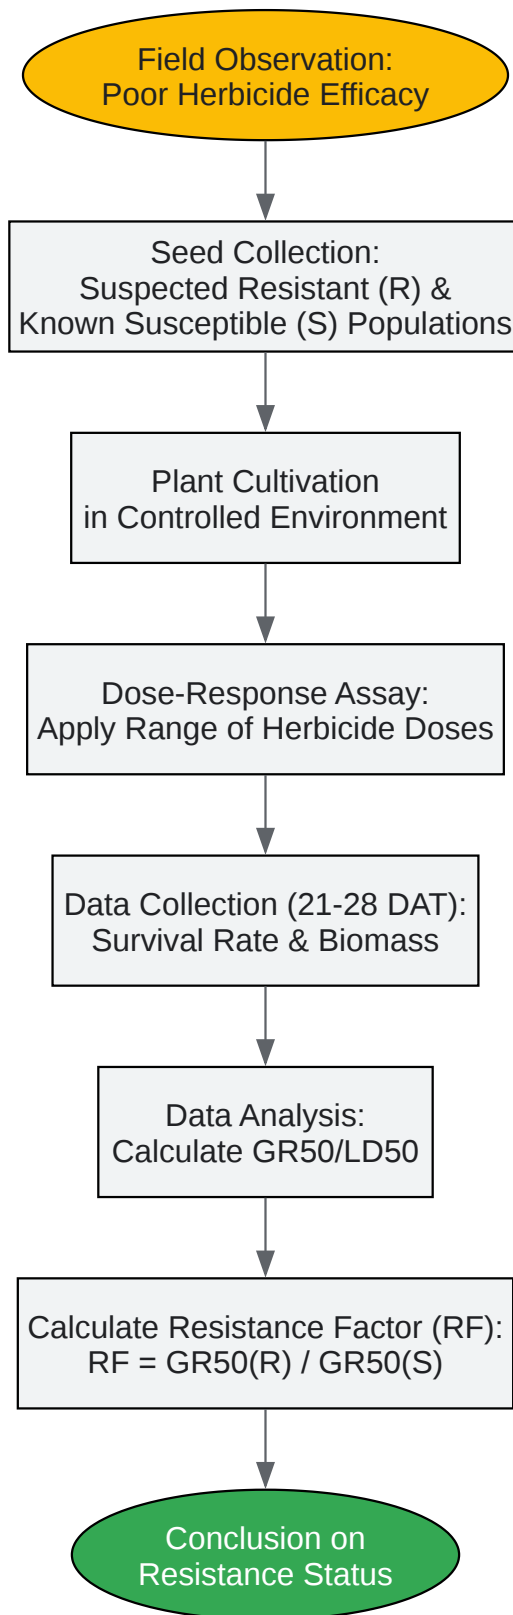 Field Observation:
Poor Herbicide Efficacy
Seed Collection:
Suspected Resistant (R) &
Known Susceptible (S) Populations
Plant Cultivation
in Controlled Environment
Dose-Response Assay:
Apply Range of Herbicide Doses
Data Collection (21-28 DAT):
Survival Rate & Biomass
Data Analysis:
Calculate GR50/LD50
Calculate Resistance Factor (RF):
RF = GR50(R) / GR50(S)
Conclusion on
Resistance Status